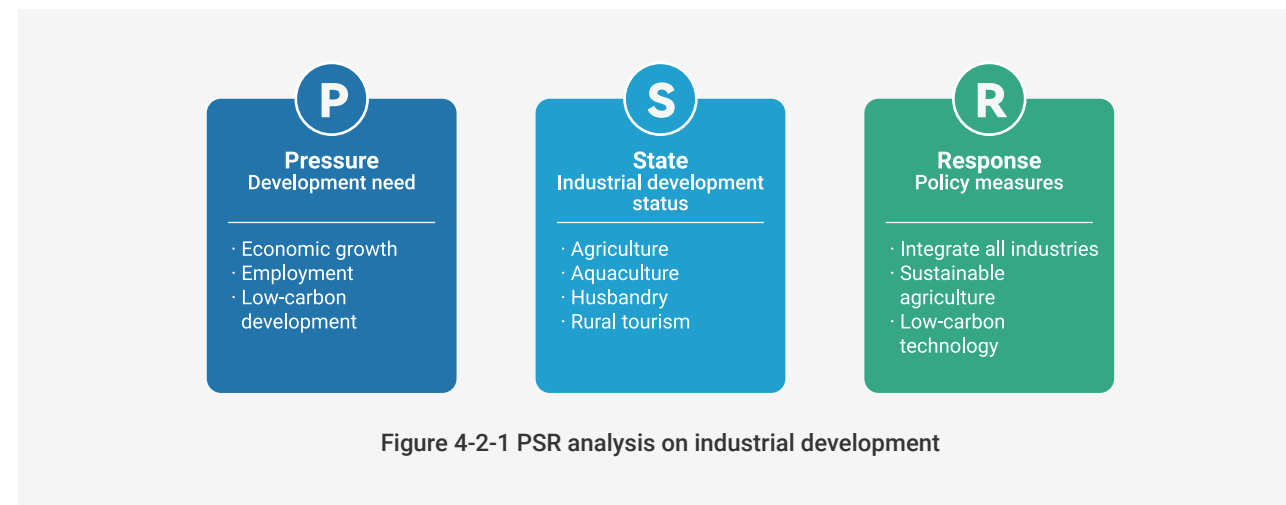 P
Pressure
Development need
· Economic growth
· Employment
· Low-carbon
development
S
State
Industrial development
status
· Agriculture
· Aquaculture
· Husbandry
· Rural tourism
R
Response
Policy measures
· Integrate all industries
· Sustainable
agriculture
· Low-carbon
technology
Figure 4-2-1 PSR analysis on industrial development